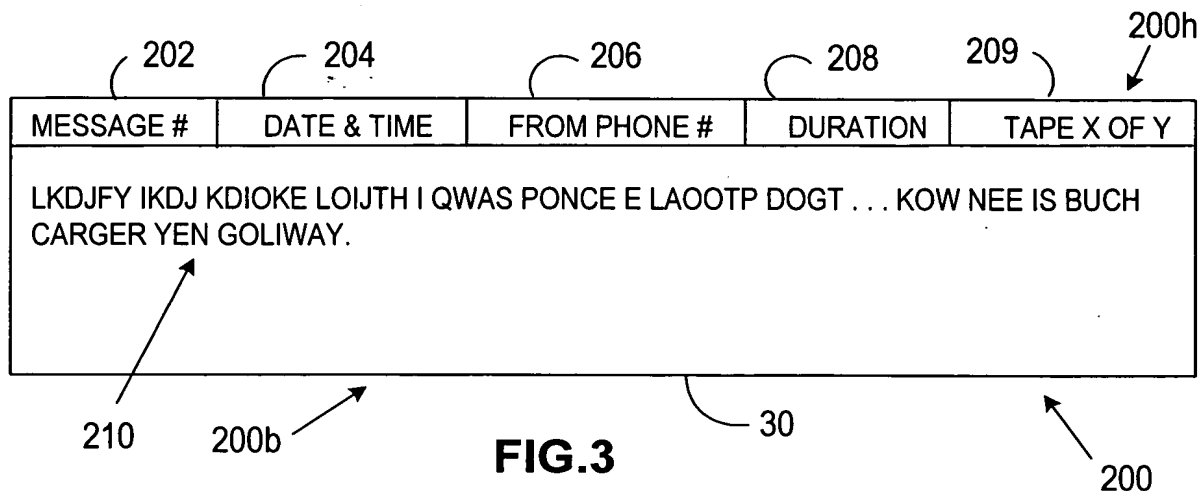 202 204 206 208 209 200h
MESSAGE # DATE & TIME FROM PHONE # DURATION TAPE X OF Y
LKDJFY IKDJ KDIOKE LOIJTH I QWAS PONCE E LAOOTP DOGT . . . KOW NEE IS BUCH
CARGER YEN GOLIWAY.
210 200b 30 200
FIG.3